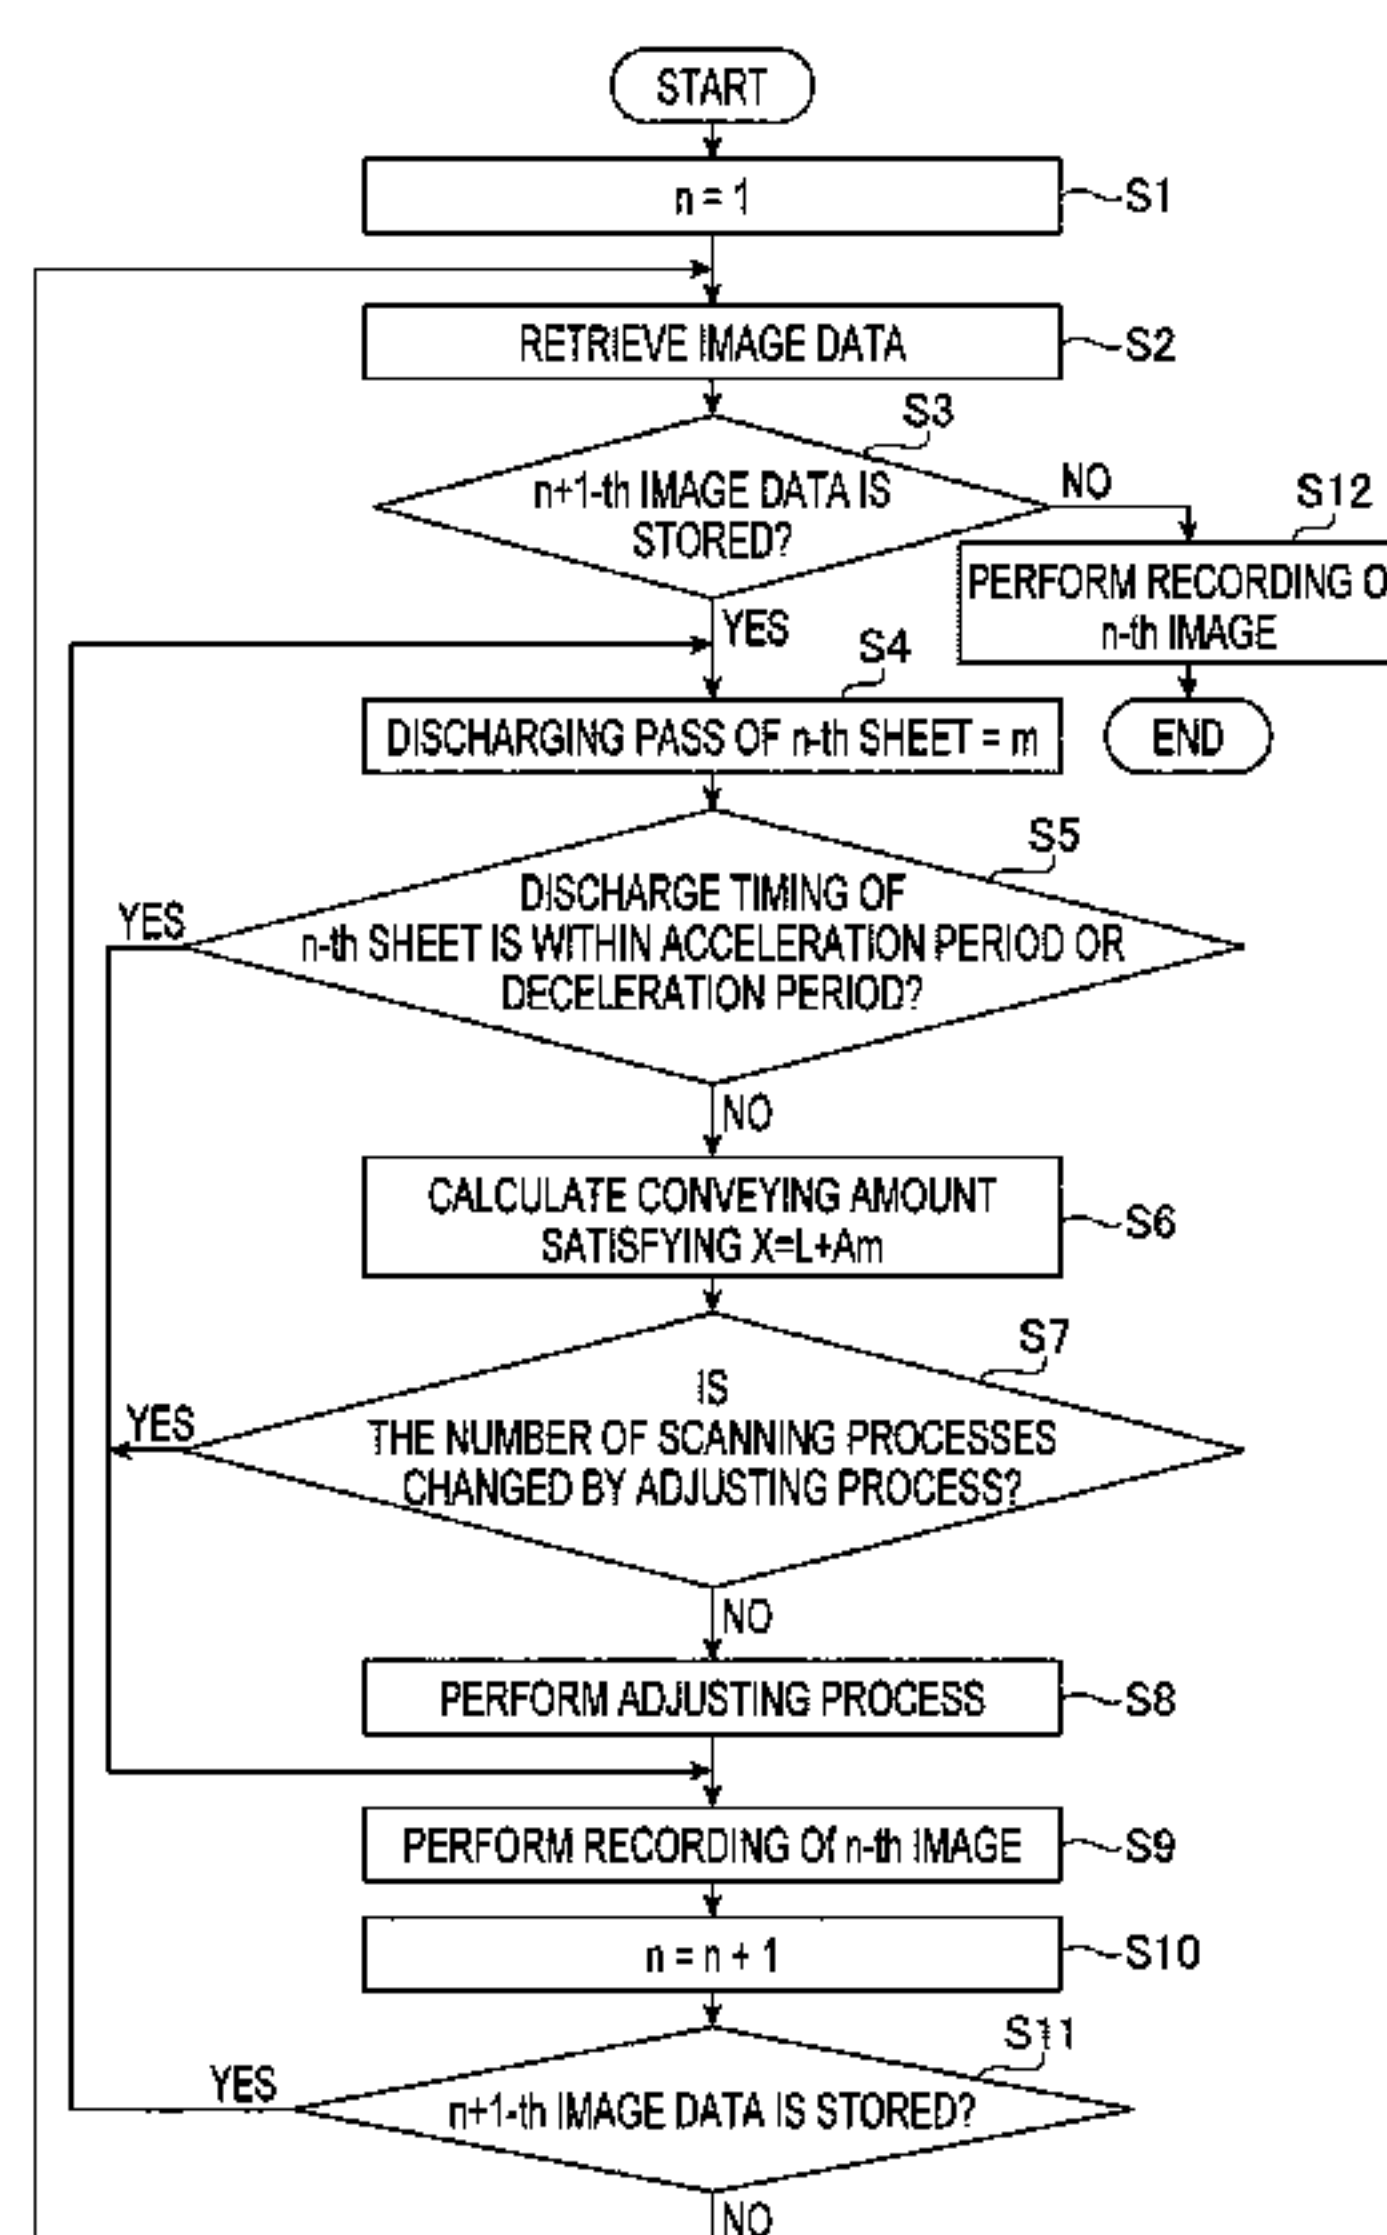 START
n = 1
S1
RETRIEVE IMAGE DATA
S2
S3
n+1-th IMAGE DATA IS
STORED?
NO
S12
PERFORM RECORDING O
n-th IMAGE
END
YES
S4
DISCHARGING PASS OF n-th SHEET = m
S5
DISCHARGE TIMING OF
n-th SHEET IS WITHIN ACCELERATION PERIOD OR
DECELERATION PERIOD?
YES
NO
CALCULATE CONVEYING AMOUNT
SATISFYING X=L+Am
S6
S7
IS
THE NUMBER OF SCANNING PROCESSES
CHANGED BY ADJUSTING PROCESS?
YES
NO
PERFORM ADJUSTING PROCESS
S8
PERFORM RECORDING Of n-th IMAGE
S9
n = n + 1
S10
S11
n+1-th IMAGE DATA IS STORED?
YES
NO